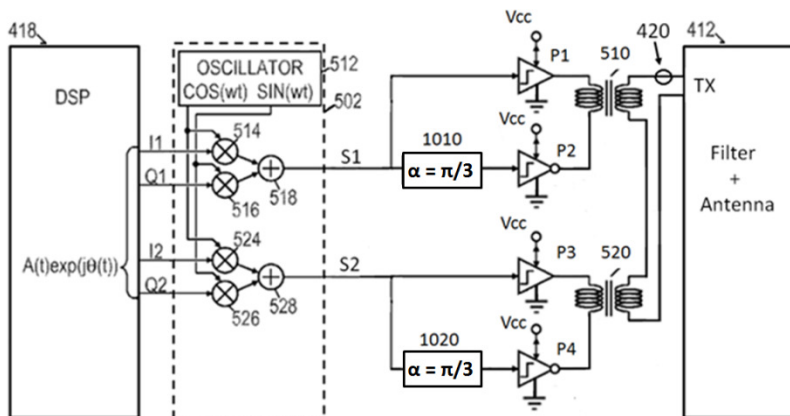 418
DSP
I1
Q1
A(t)exp(jθ(t))
I2
Q2
OSCILLATOR
COS(wt) SIN(wt)
512
502
514
516
518
524
526
528
S1
S2
1010
α = π/3
1020
α = π/3
Vcc
P1
Vcc
P2
Vcc
P3
Vcc
P4
510
520
420
412
TX
Filter
+
Antenna